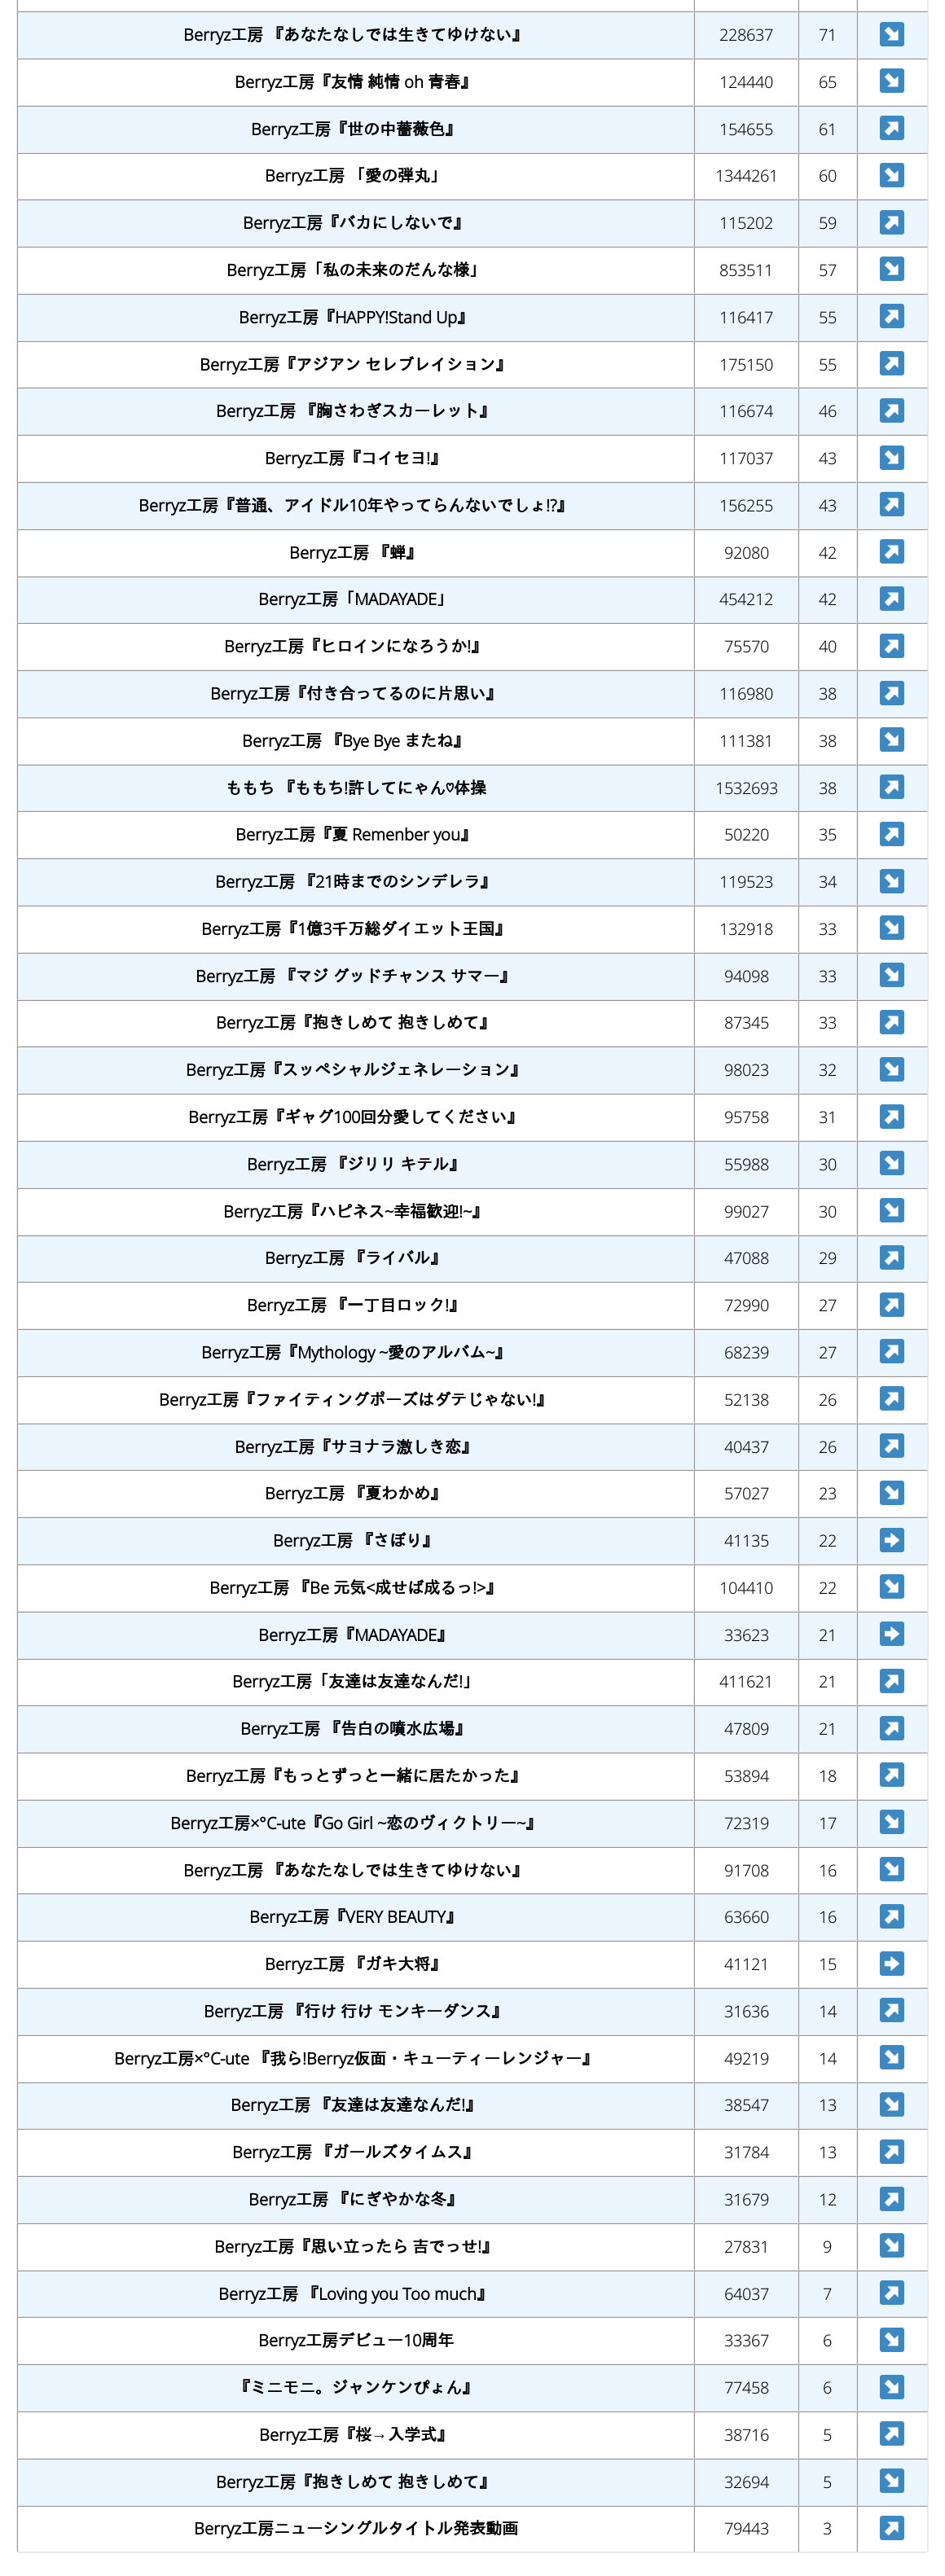 Berryz工房 『あなたなしでは生きてゆけない』 228637 71
Berryz工房『友情 純情 oh 青春』 124440 65
Berryz工房『世の中薔薇色』 154655 61
Berryz工房 「愛の弾丸」 1344261 60
Berryz工房『バカにしないで』 115202 59
Berryz工房「私の未来のだんな様」 853511 57
Berryz工房『HAPPY!Stand Up』 116417 55
Berryz工房『アジアン セレブレイション』 175150 55
Berryz工房 『胸さわぎスカーレット』 116674 46
Berryz工房『コイセヨ!』 117037 43
Berryz工房『普通、アイドル10年やってらんないでしょ!?』 156255 43
Berryz工房 『蝉』 92080 42
Berryz工房「MADAYADE」 454212 42
Berryz工房『ヒロインになろうか!』 75570 40
Berryz工房『付き合ってるのに片思い』 116980 38
Berryz工房 『Bye Bye またね』 111381 38
ももち 『ももち!許してにゃん♡体操 1532693 38
Berryz工房『夏 Remenber you』 50220 35
Berryz工房 『21時までのシンデレラ』 119523 34
Berryz工房『1億3千万総ダイエット王国』 132918 33
Berryz工房 『マジ グッドチャンス サマー』 94098 33
Berryz工房『抱きしめて 抱きしめて』 87345 33
Berryz工房『スッペシャルジェネレーション』 98023 32
Berryz工房『ギャグ100回分愛してください』 95758 31
Berryz工房 『ジリリ キテル』 55988 30
Berryz工房『ハピネス~幸福歓迎!~』 99027 30
Berryz工房 『ライバル』 47088 29
Berryz工房 『一丁目ロック!』 72990 27
Berryz工房『Mythology ~愛のアルバム~』 68239 27
Berryz工房『ファイティングポーズはダテじゃない!』 52138 26
Berryz工房『サヨナラ激しき恋』 40437 26
Berryz工房 『夏わかめ』 57027 23
Berryz工房 『さぼり』 41135 22
Berryz工房 『Be 元気<成せば成るっ!>』 104410 22
Berryz工房『MADAYADE』 33623 21
Berryz工房「友達は友達なんだ!」 411621 21
Berryz工房 『告白の噴水広場』 47809 21
Berryz工房『もっとずっと一緒に居たかった』 53894 18
Berryz工房×°C-ute『Go Girl ~恋のヴィクトリー~』 72319 17
Berryz工房 『あなたなしでは生きてゆけない』 91708 16
Berryz工房『VERY BEAUTY』 63660 16
Berryz工房 『ガキ大将』 41121 15
Berryz工房 『行け 行け モンキーダンス』 31636 14
Berryz工房×°C-ute 『我ら!Berryz仮面・キューティーレンジャー』 49219 14
Berryz工房 『友達は友達なんだ!』 38547 13
Berryz工房 『ガールズタイムス』 31784 13
Berryz工房 『にぎやかな冬』 31679 12
Berryz工房『思い立ったら 吉でっせ!』 27831 9
Berryz工房 『Loving you Too much』 64037 7
Berryz工房デビュー10周年 33367 6
『ミニモニ。ジャンケンぴょん』 77458 6
Berryz工房『桜→入学式』 38716 5
Berryz工房『抱きしめて 抱きしめて』 32694 5
Berryz工房ニューシングルタイトル発表動画 79443 3